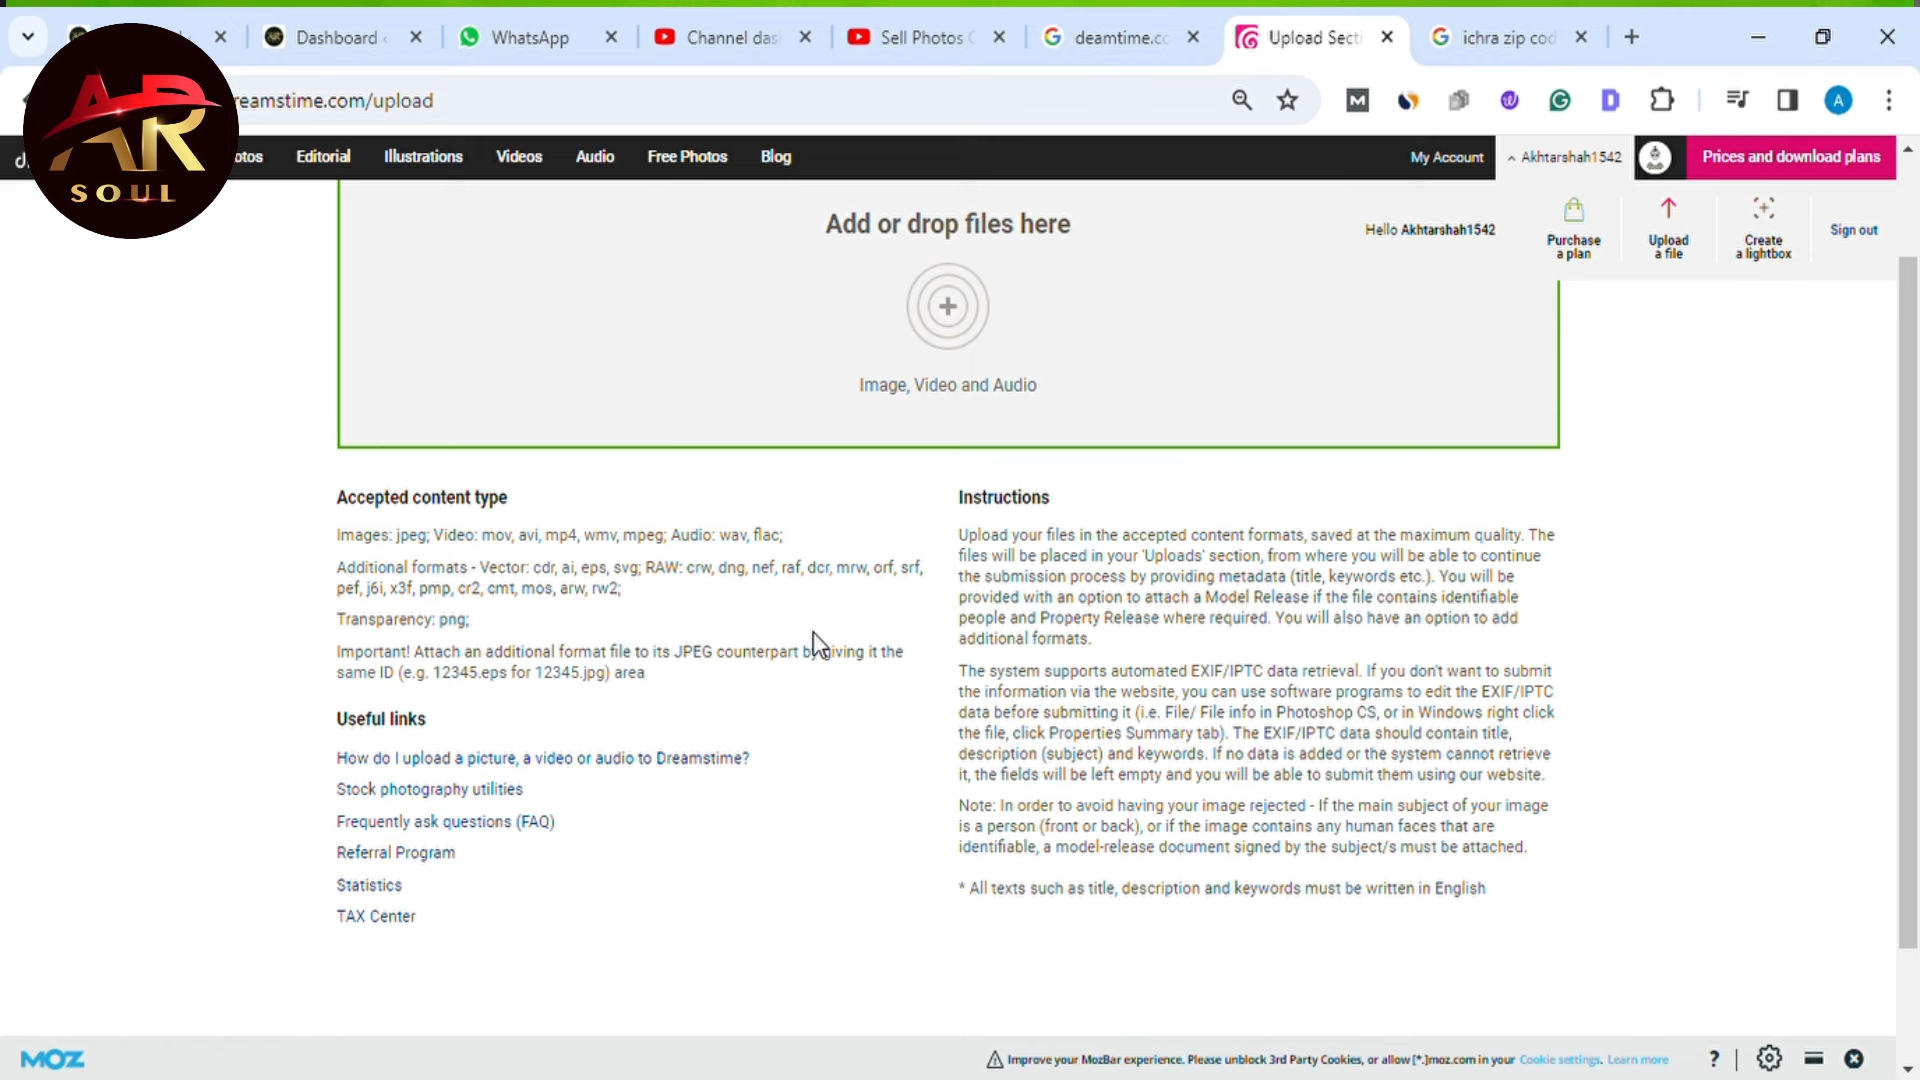 Dashboard
WhatsApp
Channel das
Sell Photos
deamtime.co
Upload Secti
ichra zip cod
AR
SOUL
reamstime.com/upload
otos
Editorial
Illustrations
Videos
Audio
Free Photos
Blog
My Account
Akhtarshah1542
Prices and download plans
Add or drop files here
Image, Video and Audio
Hello Akhtarshah1542
Purchase
a plan
Upload
a file
Create
a lightbox
Sign out
Accepted content type
Images: jpeg; Video: mov, avi, mp4, wmv, mpeg; Audio: wav, flac;
Additional formats - Vector: cdr, ai, eps, svg; RAW: crw, dng, nef, raf, dcr, mrw, orf, srf,
pef, j6i, x3f, pmp, cr2, cmt, mos, arw, rw2;
Transparency: png;
Important! Attach an additional format file to its JPEG counterpart by giving it the
same ID (e.g. 12345.eps for 12345.jpg) area
Useful links
How do I upload a picture, a video or audio to Dreamstime?
Stock photography utilities
Frequently ask questions (FAQ)
Referral Program
Statistics
TAX Center
Instructions
Upload your files in the accepted content formats, saved at the maximum quality. The
files will be placed in your 'Uploads' section, from where you will be able to continue
the submission process by providing metadata (title, keywords etc.). You will be
provided with an option to attach a Model Release if the file contains identifiable
people and Property Release where required. You will also have an option to add
additional formats.
The system supports automated EXIF/IPTC data retrieval. If you don't want to submit
the information via the website, you can use software programs to edit the EXIF/IPTC
data before submitting it (i.e. File/ File info in Photoshop CS, or in Windows right click
the file, click Properties Summary tab). The EXIF/IPTC data should contain title,
description (subject) and keywords. If no data is added or the system cannot retrieve
it, the fields will be left empty and you will be able to submit them using our website.
Note: In order to avoid having your image rejected - If the main subject of your image
is a person (front or back), or if the image contains any human faces that are
identifiable, a model-release document signed by the subject/s must be attached.
* All texts such as title, description and keywords must be written in English
MOZ
Improve your MozBar experience. Please unblock 3rd Party Cookies, or allow [*.]moz.com in your Cookie settings. Learn more